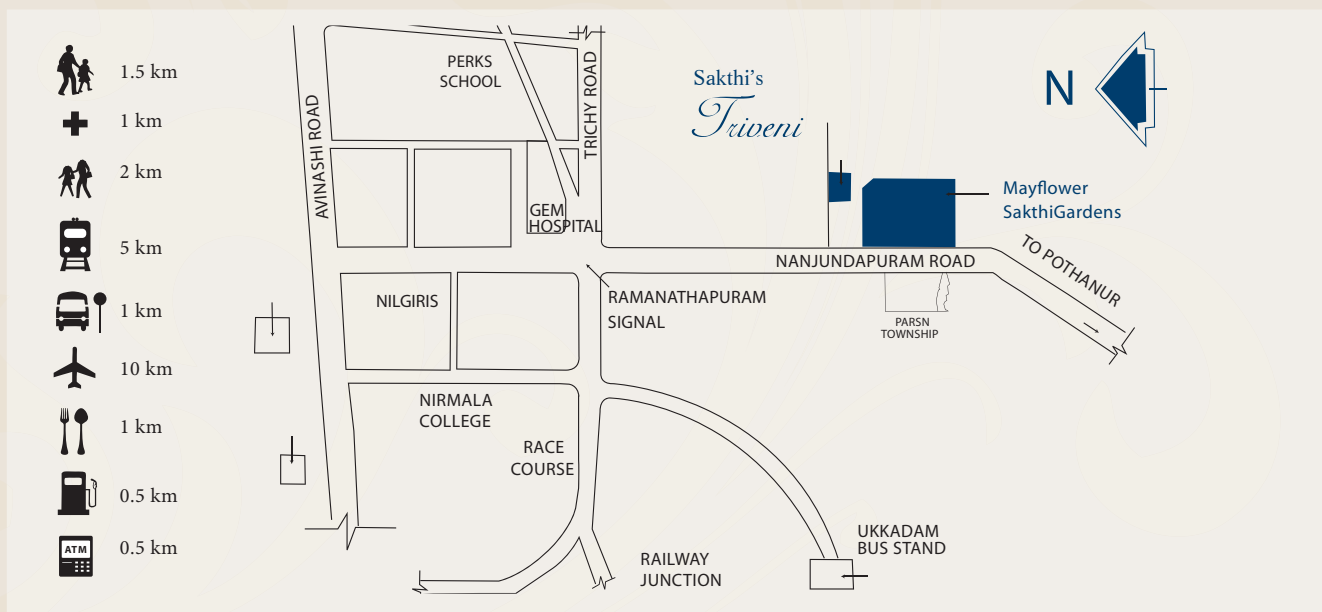 1.5 km
1 km
2 km
5 km
1 km
10 km
1 km
0.5 km
ATM
0.5 km
AVINASHI ROAD
PERKS
SCHOOL
TRICHY ROAD
GEM
HOSPITAL
Sakthi's
Triveni
N
Mayflower
SakthiGardens
NANJUNDAPURAM ROAD
TO POTHANUR
PARSN
TOWNSHIP
NILGIRIS
RAMANATHAPURAM
SIGNAL
NIRMALA
COLLEGE
RACE
COURSE
RAILWAY
JUNCTION
UKKADAM
BUS STAND